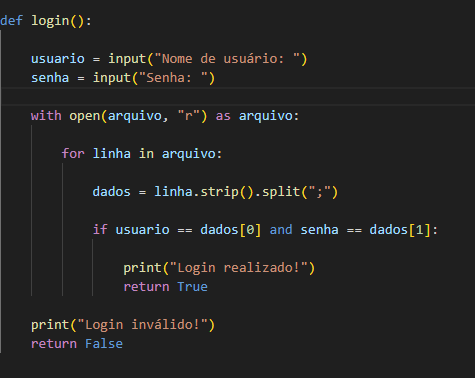 def login():
usuario = input("Nome de usuário: ")
senha = input("Senha: ")
with open(arquivo, "r") as arquivo:
for linha in arquivo:
dados = linha.strip().split(";")
if usuario == dados[0] and senha == dados[1]:
print("Login realizado!")
return True
print("Login inválido!")
return False